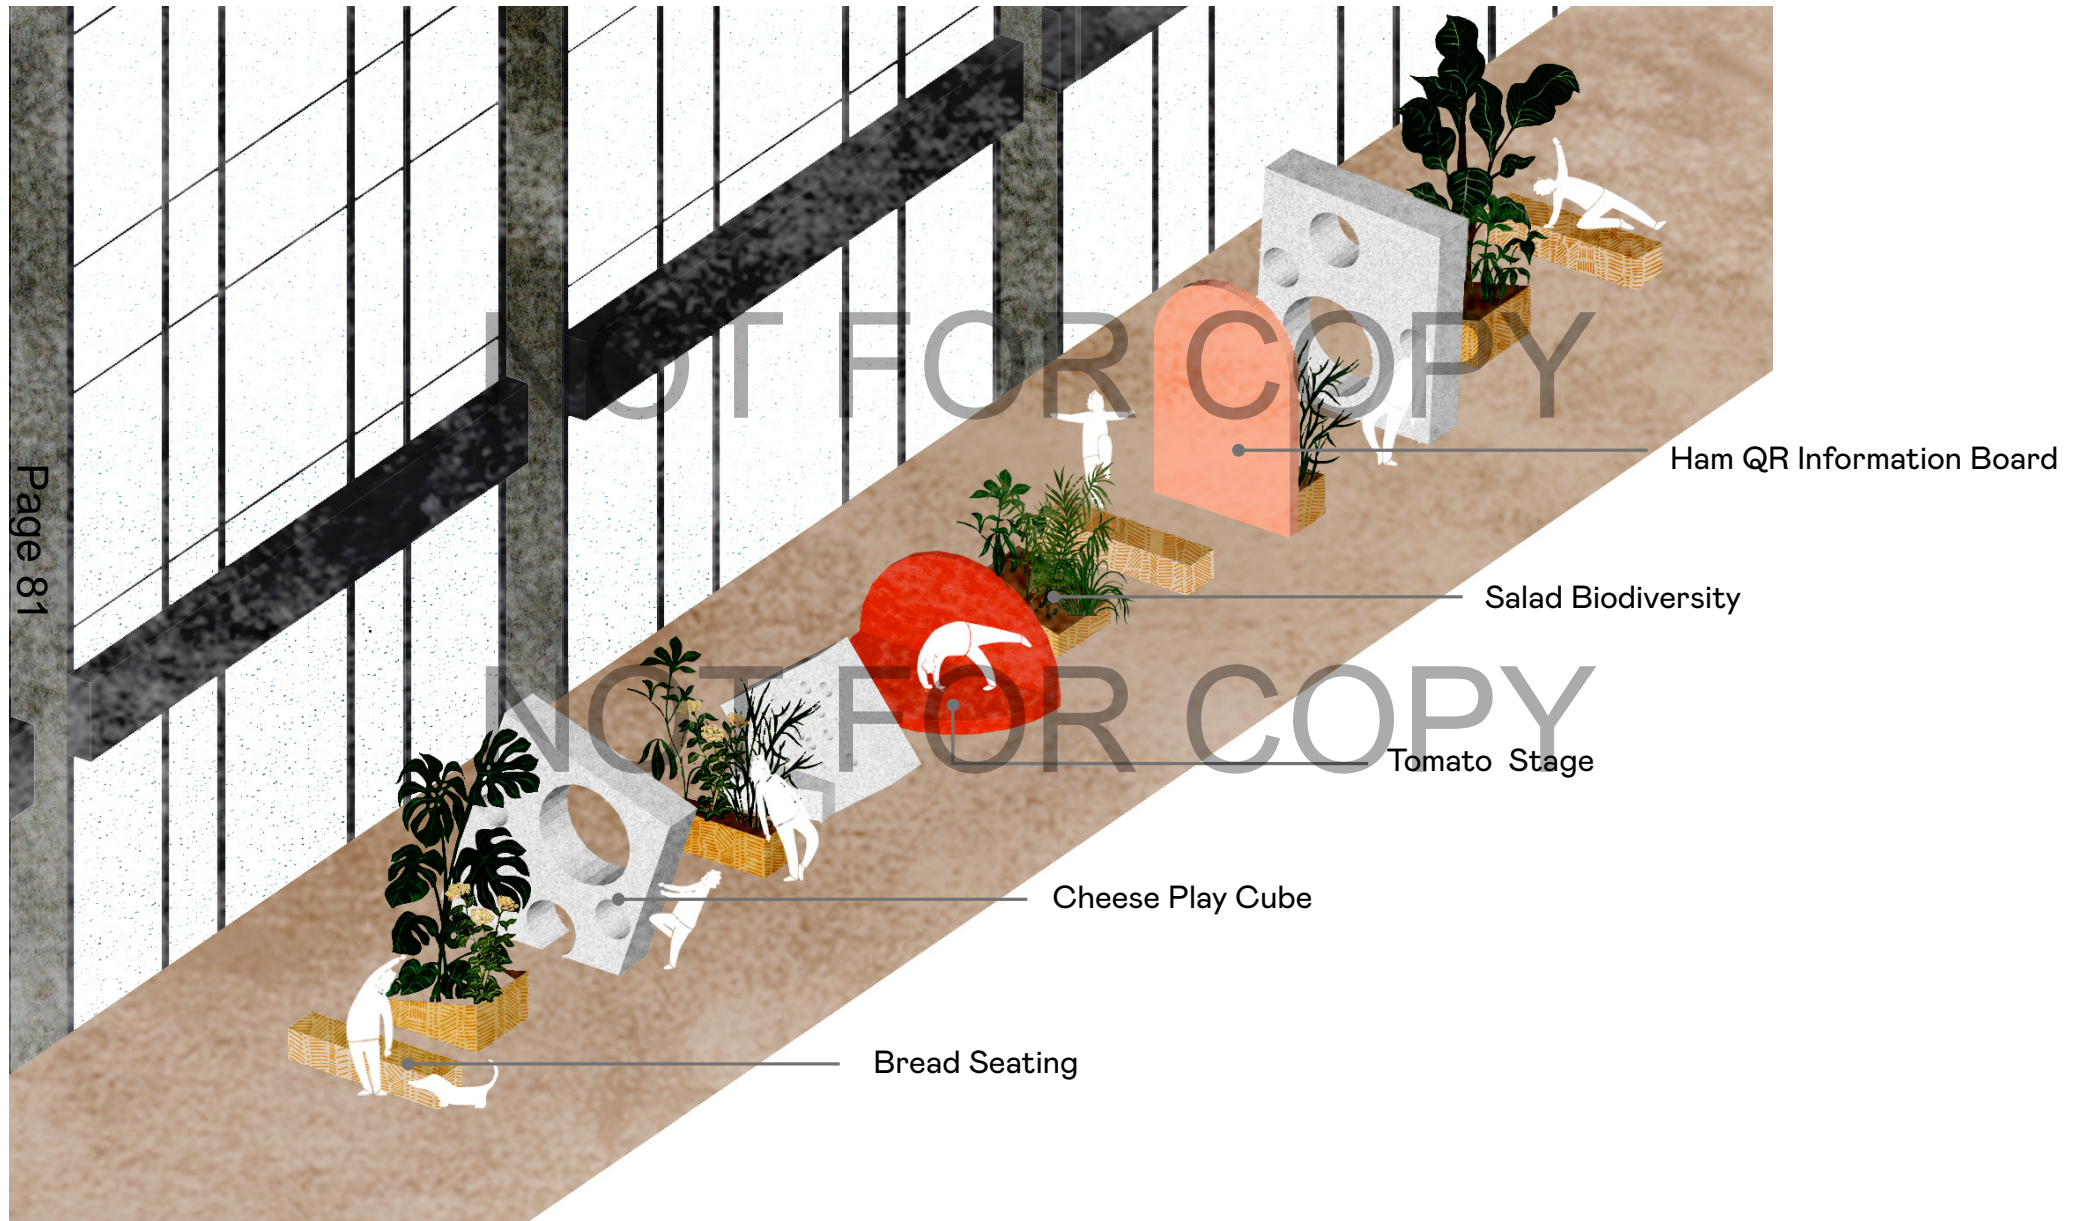 Page 81
NOT FOR COPY
Ham QR Information Board
Salad Biodiversity
NOT FOR COPY
Tomato Stage
Cheese Play Cube
Bread Seating